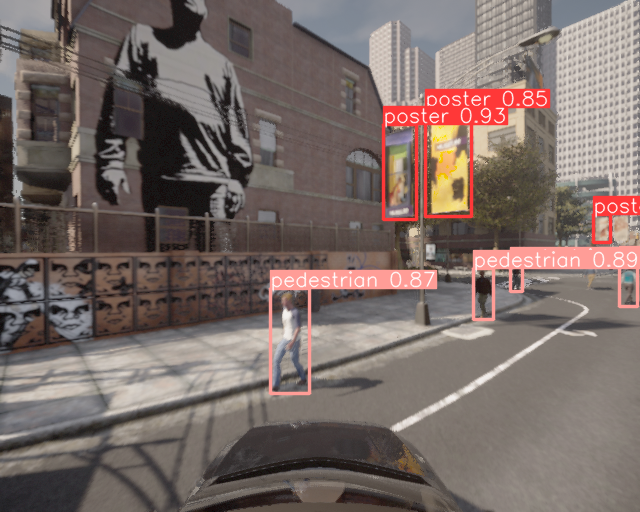 poster 0.85
poster 0.93
post
pedestrian 0.89
pedestrian 0.87